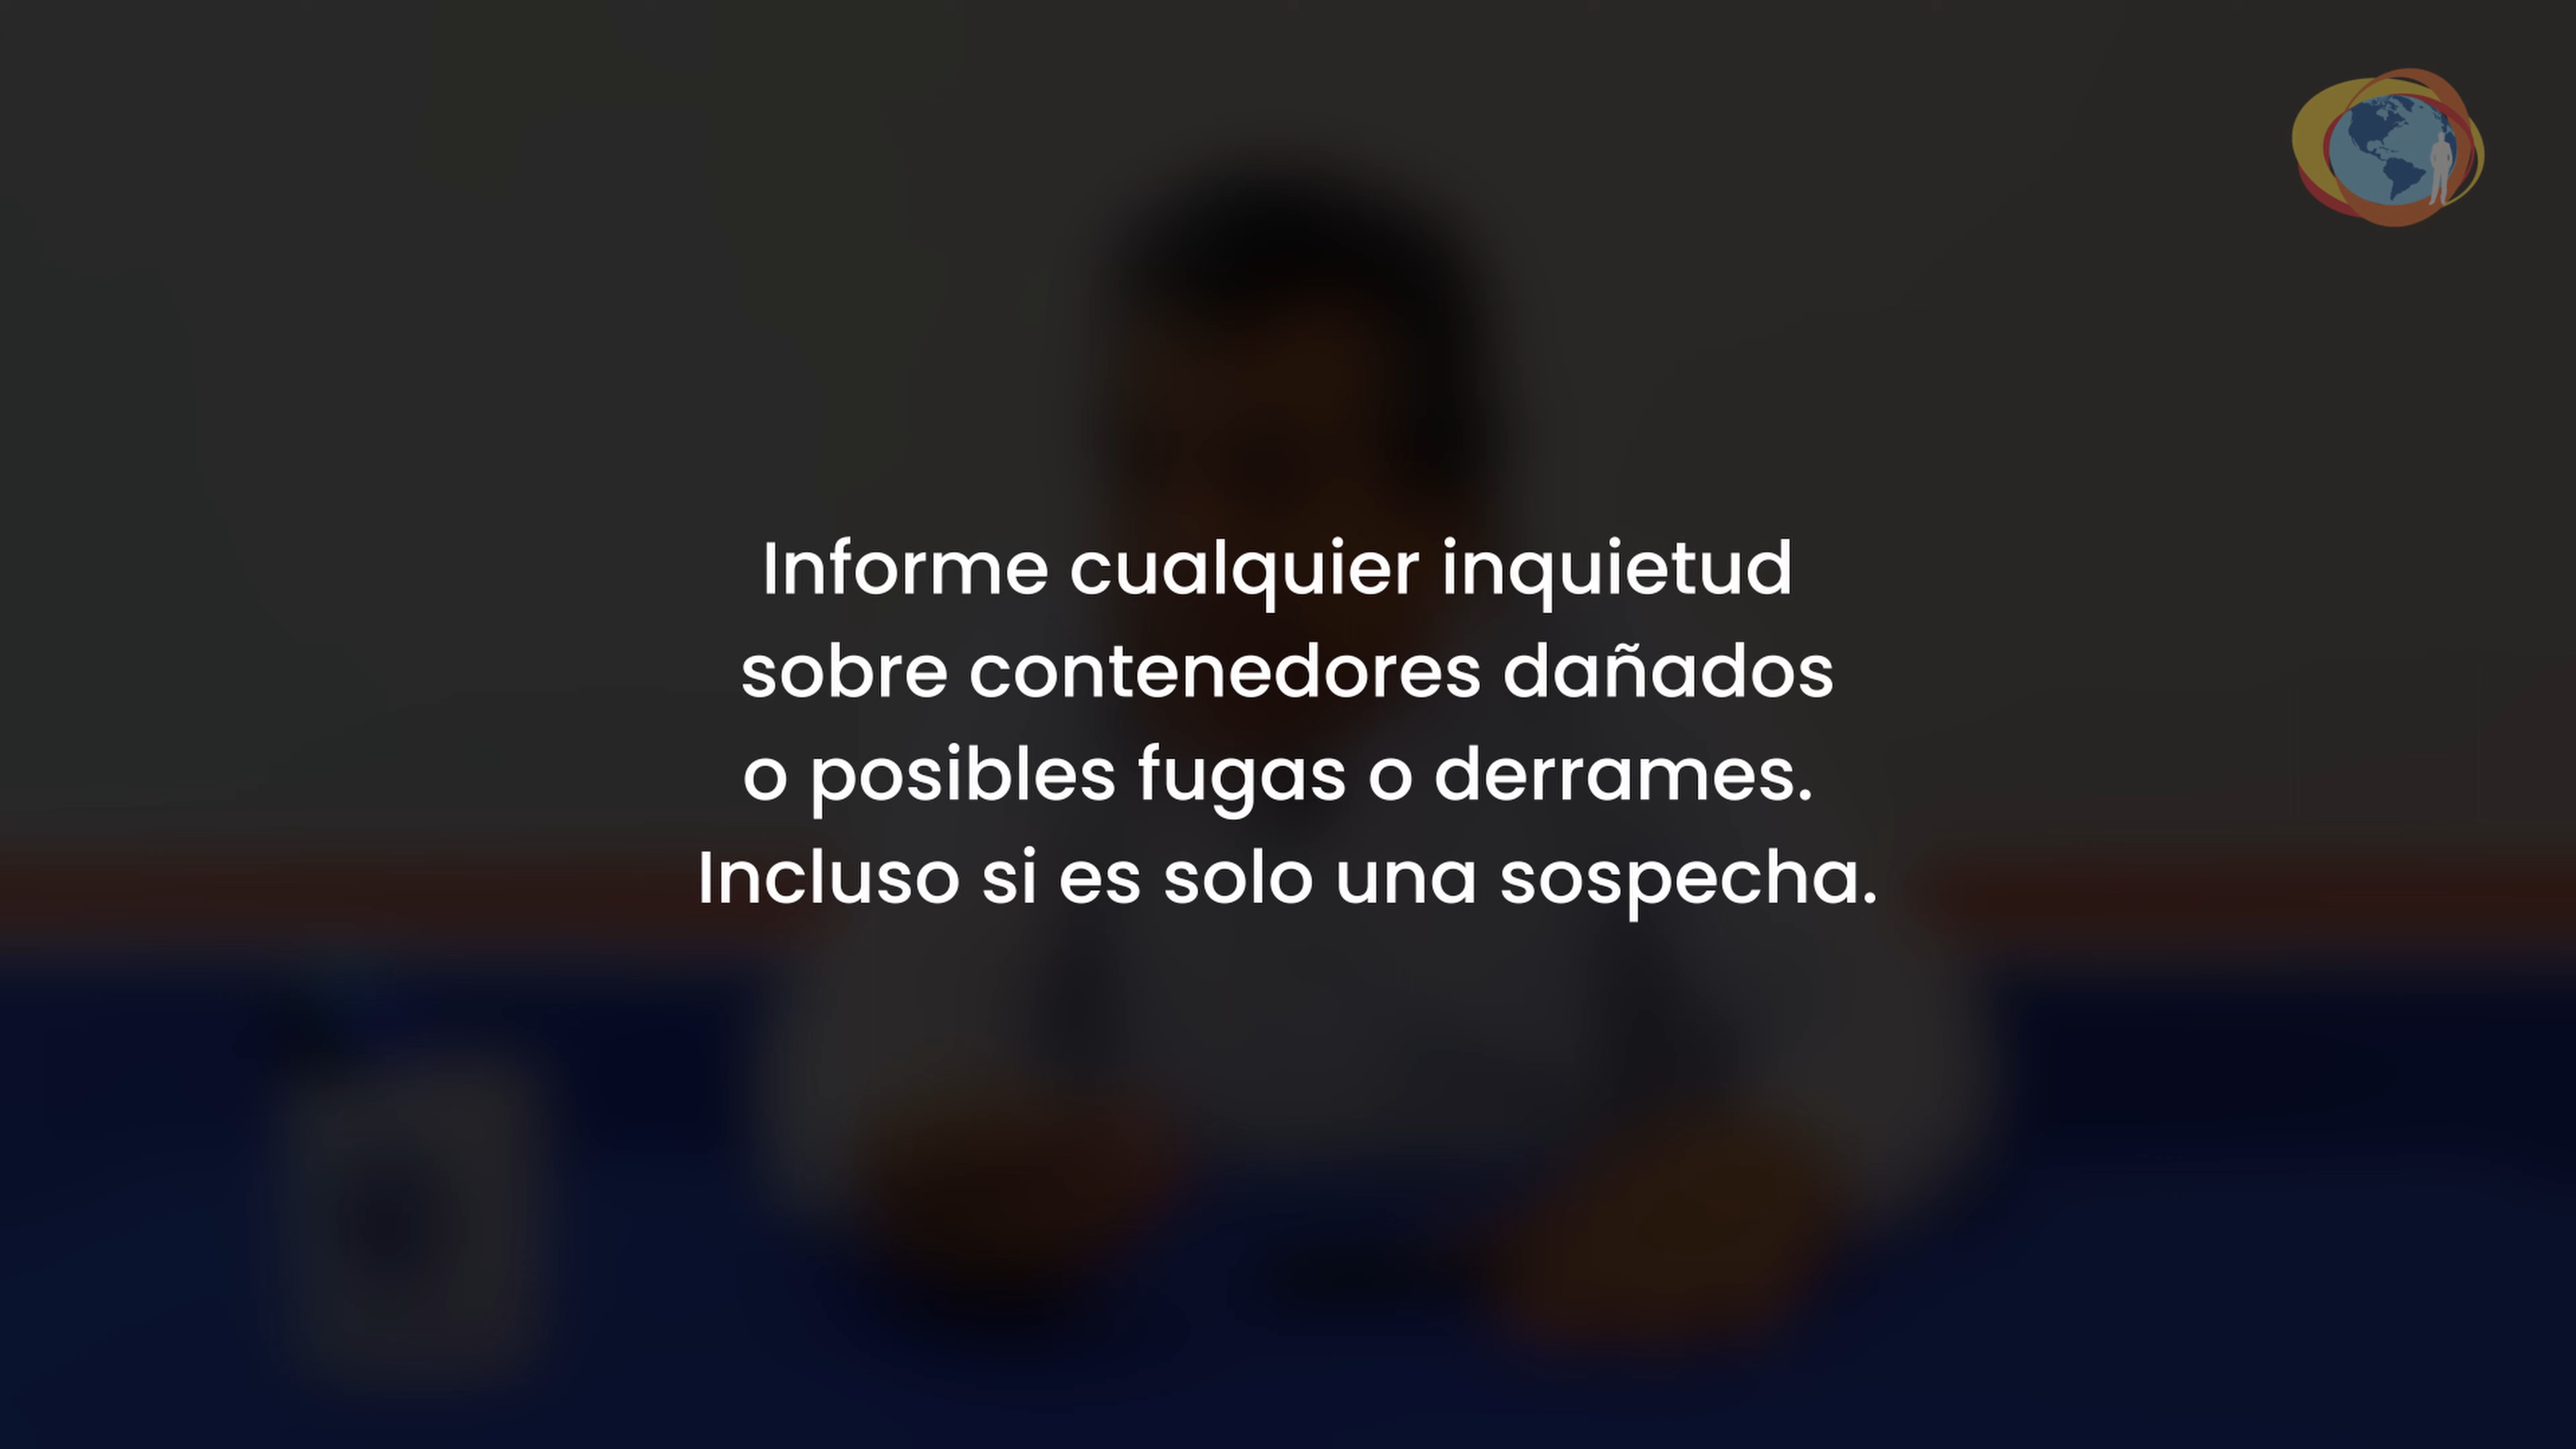 Informe cualquier inquietud
sobre contenedores dañados
o posibles fugas o derrames.
Incluso si es solo una sospecha.